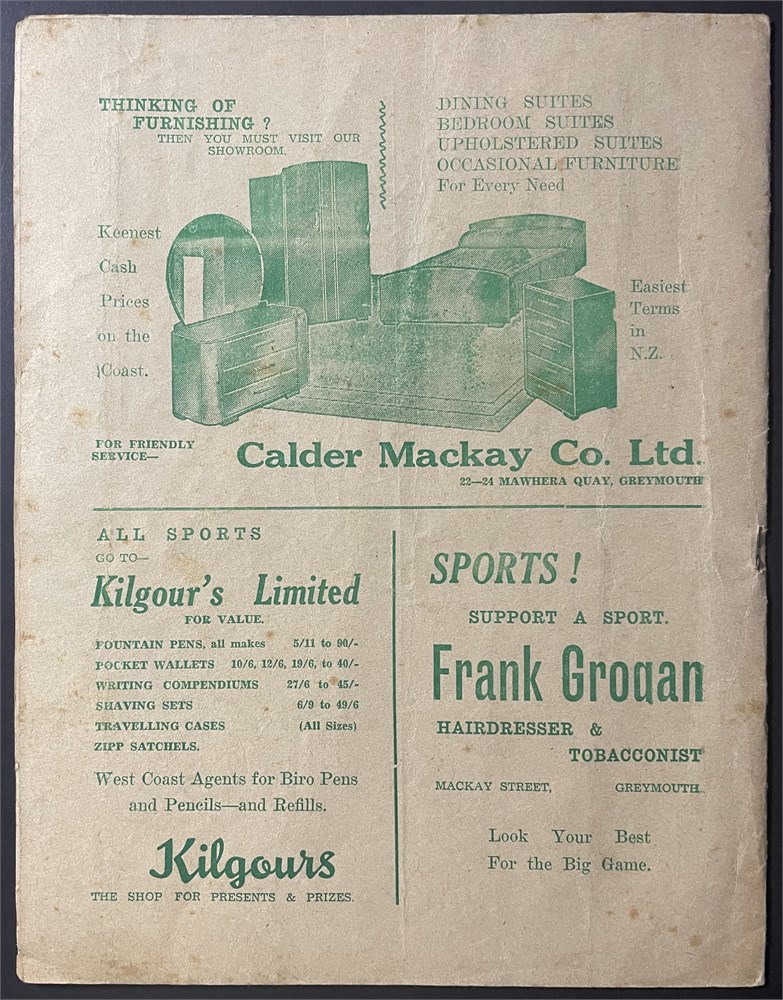 THINKING OF
FURNISHING ?
THEN YOU MUST VISIT OUR
SHOWROOM.
DINING SUITES
BEDROOM SUITES
UPHOLSTERED SUITES
OCCASIONAL FURNITURE
For Every Need
Keenest
Cash
Prices
on the
Coast.
Easiest
Terms
in
N.Z.
FOR FRIENDLY
SERVICE—
Calder Mackay Co. Ltd.
22—24 MAWHERA QUAY, GREYMOUTH
ALL SPORTS
GO TO—
Kilgour's Limited
FOR VALUE.
FOUNTAIN PENS, all makes 5/11 to 90/-
POCKET WALLETS 10/6, 12/6, 19/6, to 40/-
WRITING COMPENDIUMS 27/6 to 45/-
SHAVING SETS 6/9 to 49/6
TRAVELLING CASES (All Sizes)
ZIPP SATCHELS.
West Coast Agents for Biro Pens
and Pencils—and Refills.
Kilgours
THE SHOP FOR PRESENTS & PRIZES.
SPORTS !
SUPPORT A SPORT.
Frank Grogan
HAIRDRESSER &
TOBACCONIST
MACKAY STREET, GREYMOUTH
Look Your Best
For the Big Game.